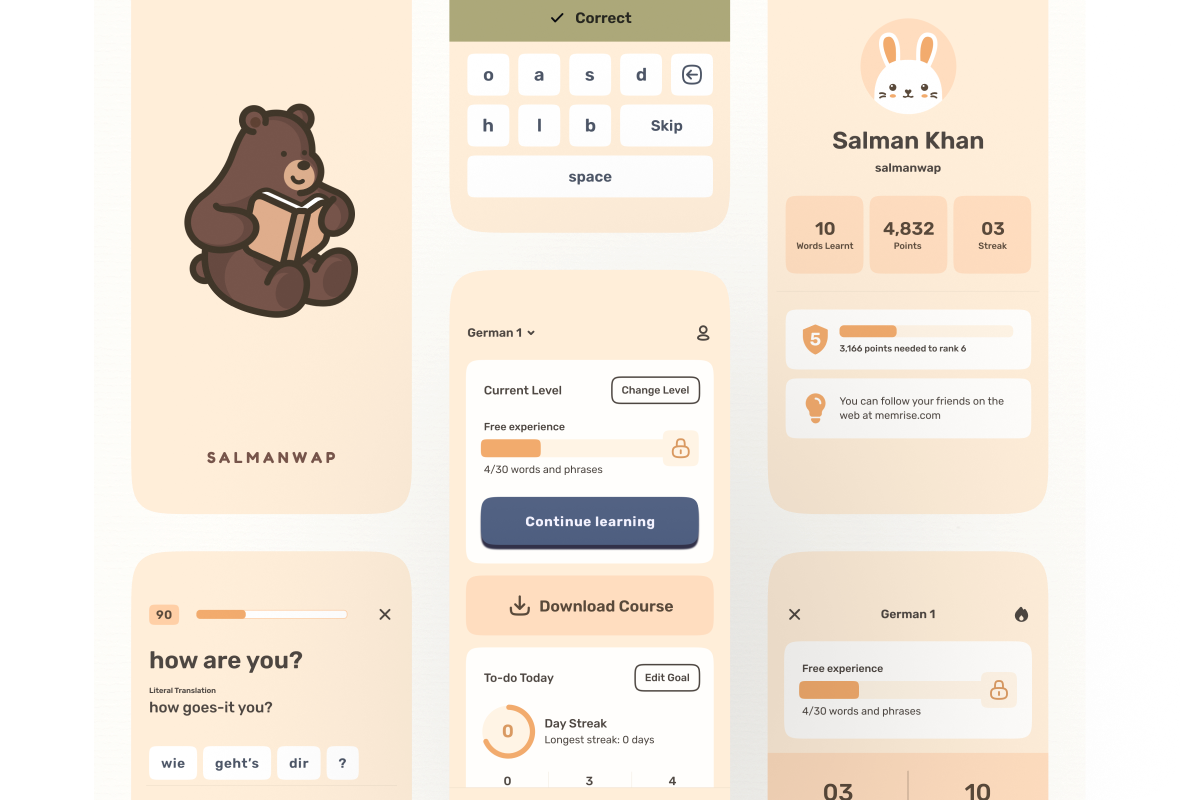 SALMANWAP
90
how are you?
Literal Translation
how goes-it you?
wie geht's dir ?
Correct
o a s d
h l b Skip
space
German 1
Current Level Change Level
Free experience
4/30 words and phrases
Continue learning
Download Course
To-do Today Edit Goal
0 Day Streak
Longest streak: 0 days
0 3 4
Salman Khan
salmanwap
10 4,832 03
Words Learnt Points Streak
5
3,166 points needed to rank 6
You can follow your friends on the
web at memrise.com
German 1
Free experience
4/30 words and phrases
03 10